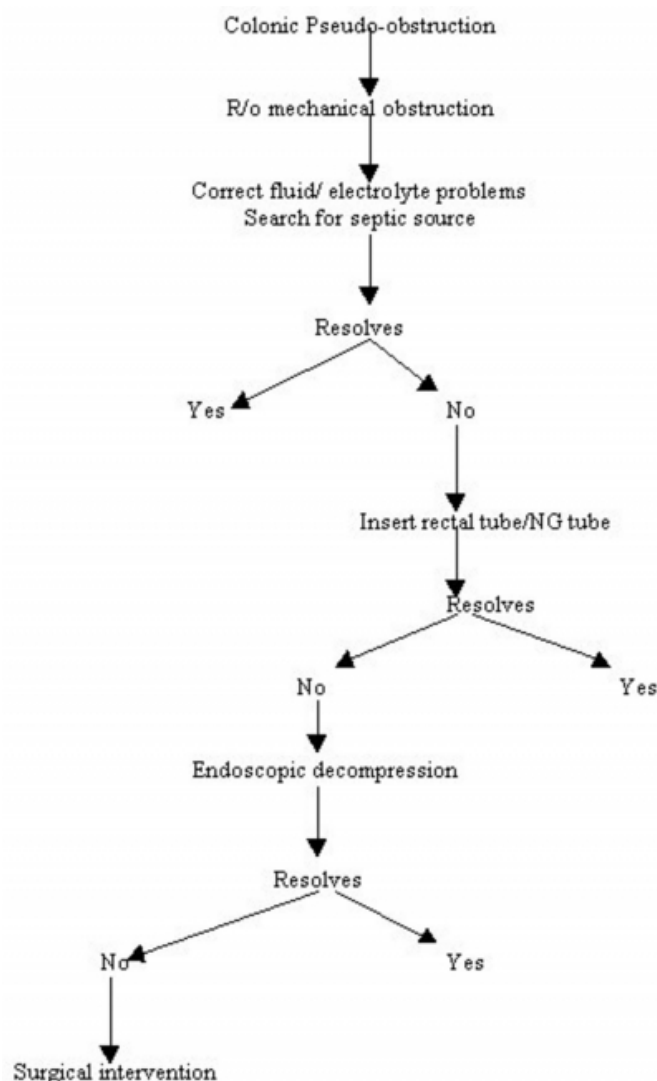 Colonic Pseudo-obstruction
R/o mechanical obstruction
Correct fluid/ electrolyte problems
Search for septic source
Resolves
Yes
No
Insert rectal tube/NG tube
Resolves
No
Yes
Endoscopic decompression
Resolves
No
Yes
Surgical intervention